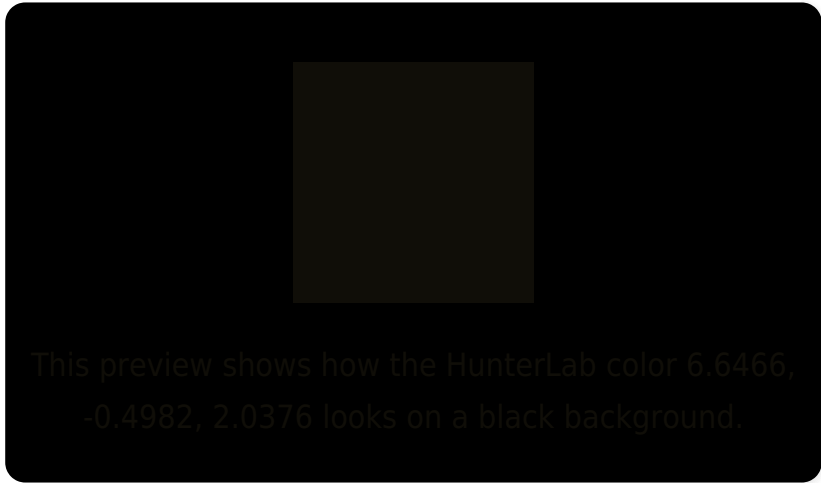 This preview shows how the HunterLab color 6.6466,
-0.4982, 2.0376 looks on a black background.